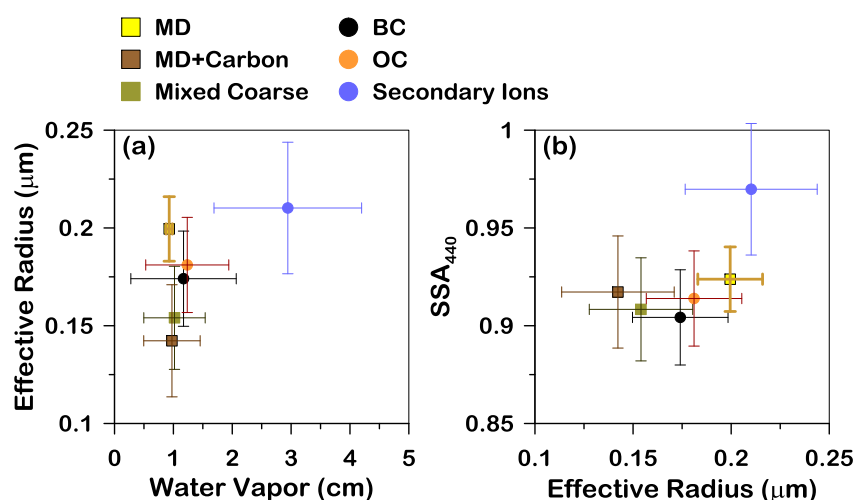 MD
BC
MD+Carbon
OC
Mixed Coarse
Secondary Ions
(a)
Effective Radius (μm)
0.25
0.2
0.15
0.1
0 1 2 3 4 5
Water Vapor (cm)
(b)
SSA440
1
0.95
0.9
0.85
0.1 0.15 0.2 0.25
Effective Radius (μm)